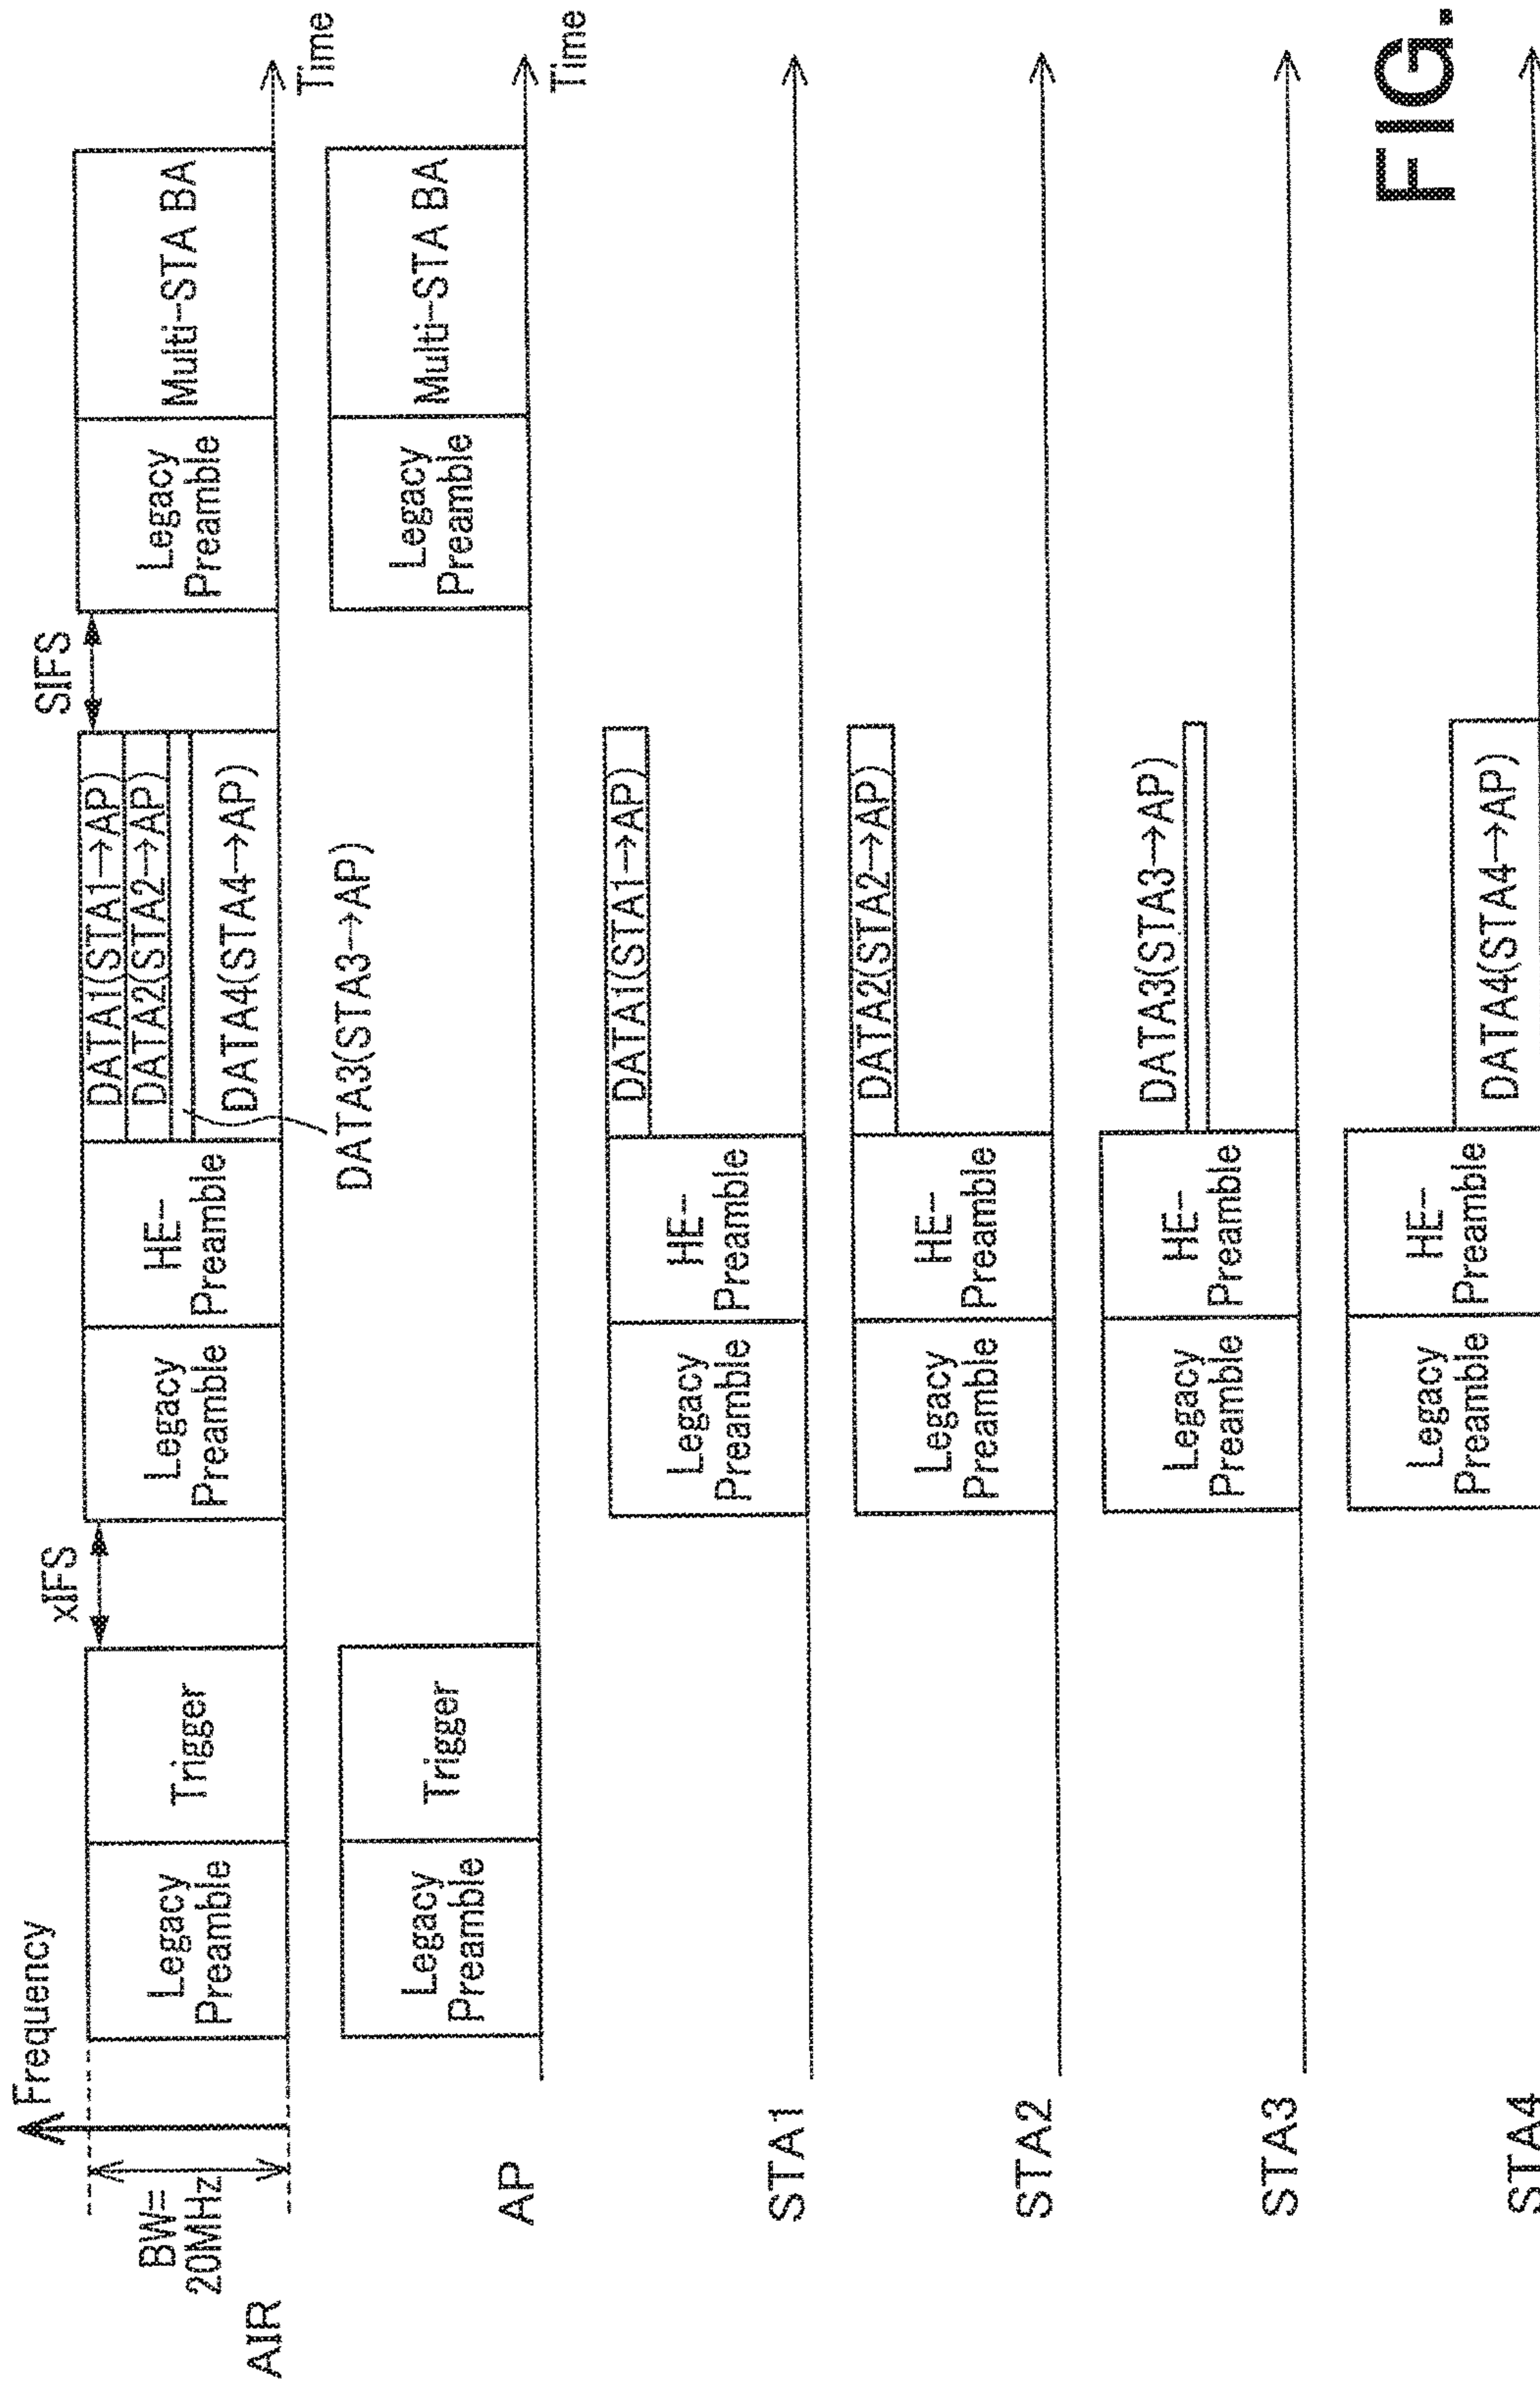 Frequency
BW=
20MHz
AIR
Legacy
Preamble
Trigger
xIFS
Legacy
Preamble
HE-
Preamble
DATA1(STA1→AP)
DATA2(STA2→AP)
DATA4(STA4→AP)
DATA3(STA3→AP)
SIFS
Legacy
Preamble
Multi-STA BA
Time
AP
Legacy
Preamble
Trigger
Legacy
Preamble
Multi-STA BA
Time
STA1
Legacy
Preamble
HE-
Preamble
DATA1(STA1→AP)
STA2
Legacy
Preamble
HE-
Preamble
DATA2(STA2→AP)
STA3
Legacy
Preamble
HE-
Preamble
DATA3(STA3→AP)
STA4
Legacy
Preamble
HE-
Preamble
DATA4(STA4→AP)
FIG.